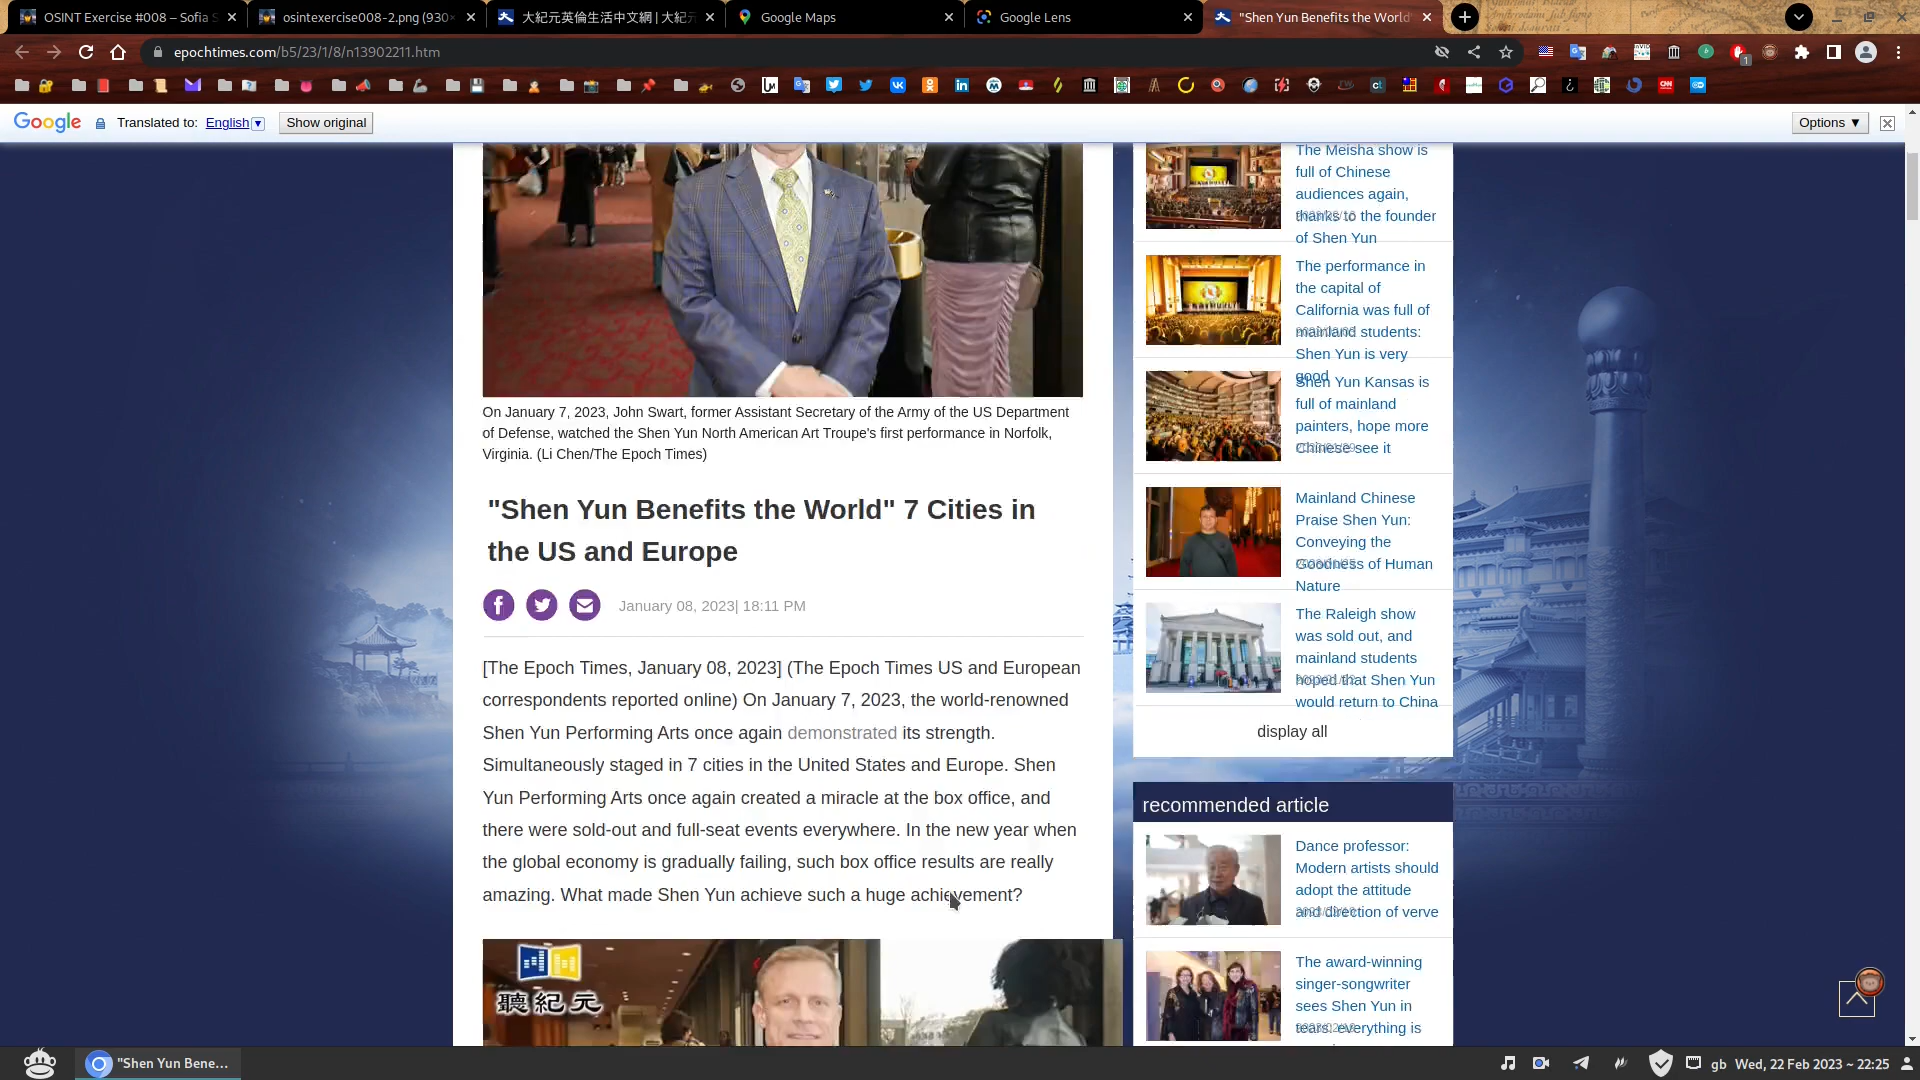 OSINT Exercise #008 – Sofia S
osintexercise008-2.png (930×
大紀元英倫生活中文網 | 大紀元
Google Maps
Google Lens
"Shen Yun Benefits the World"
epochtimes.com/b5/23/1/8/n13902211.htm
Google
Translated to: English
Show original
Options ▼
The Meisha show is
full of Chinese
audiences again,
thanks to the founder
of Shen Yun
The performance in
the capital of
California was full of
mainland students:
Shen Yun is very
good
Shen Yun Kansas is
full of mainland
painters, hope more
Chinese see it
Mainland Chinese
Praise Shen Yun:
Conveying the
Goodness of Human
Nature
The Raleigh show
was sold out, and
mainland students
hoped that Shen Yun
would return to China
display all
On January 7, 2023, John Swart, former Assistant Secretary of the Army of the US Department
of Defense, watched the Shen Yun North American Art Troupe's first performance in Norfolk,
Virginia. (Li Chen/The Epoch Times)
"Shen Yun Benefits the World" 7 Cities in
the US and Europe
January 08, 2023| 18:11 PM
[The Epoch Times, January 08, 2023] (The Epoch Times US and European
correspondents reported online) On January 7, 2023, the world-renowned
Shen Yun Performing Arts once again demonstrated its strength.
Simultaneously staged in 7 cities in the United States and Europe. Shen
Yun Performing Arts once again created a miracle at the box office, and
there were sold-out and full-seat events everywhere. In the new year when
the global economy is gradually failing, such box office results are really
amazing. What made Shen Yun achieve such a huge achievement?
聽紀元
recommended article
Dance professor:
Modern artists should
adopt the attitude
and direction of verve
The award-winning
singer-songwriter
sees Shen Yun in
tears: everything is
"Shen Yun Bene...
gb Wed, 22 Feb 2023 ~ 22:25